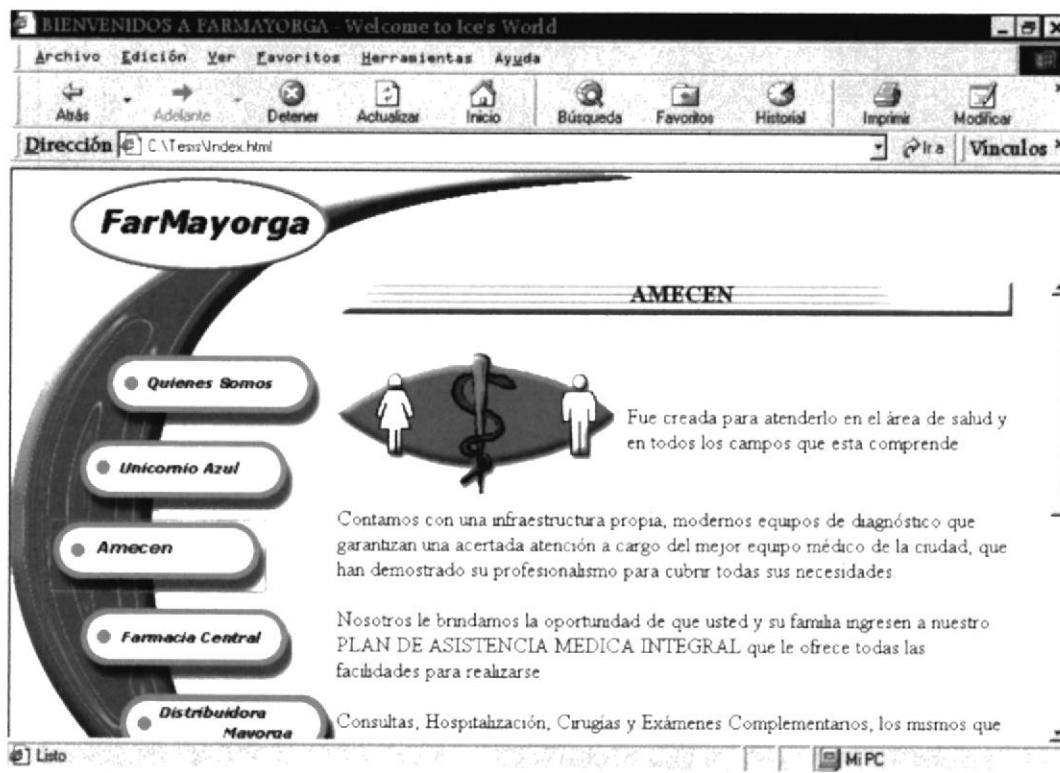 BIENVENIDOS A FARMAYORGA - Welcome to Ice's World
Archivo Edición Ver Favoritos Herramientas Ayuda
Atrás Adelante Detener Actualizar Inicio Búsqueda Favoritos Historial Imprimir Modificar
Dirección C:\Tesis\Index.html Ir a Vínculos
FarMayorga
AMECEN
Quienes Somos
Unicornio Azul
Amecen
Farmacia Central
Distribuidora
Mayorga
Fue creada para atenderlo en el área de salud y
en todos los campos que esta comprende
Contamos con una infraestructura propia, modernos equipos de diagnóstico que
garantizan una acertada atención a cargo del mejor equipo médico de la ciudad, que
han demostrado su profesionalismo para cubrir todas sus necesidades.
Nosotros le brindamos la oportunidad de que usted y su familia ingresen a nuestro
PLAN DE ASISTENCIA MEDICA INTEGRAL que le ofrece todas las
facilidades para realizarse
Consultas, Hospitalización, Cirugías y Exámenes Complementarios, los mismos que
Listo Mi PC